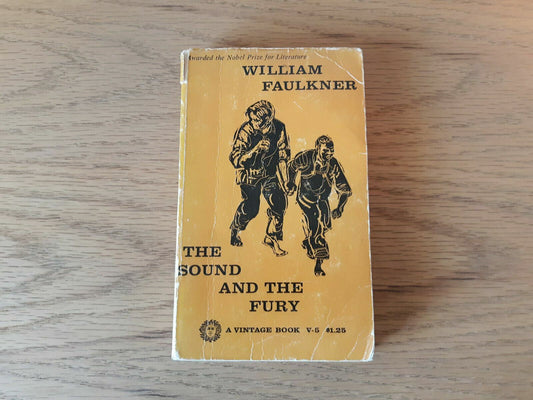 Awarded the Nobel Prize for Literature
WILLIAM
FAULKNER
THE
SOUND
AND THE
FURY
A VINTAGE BOOK V-5 $1.25